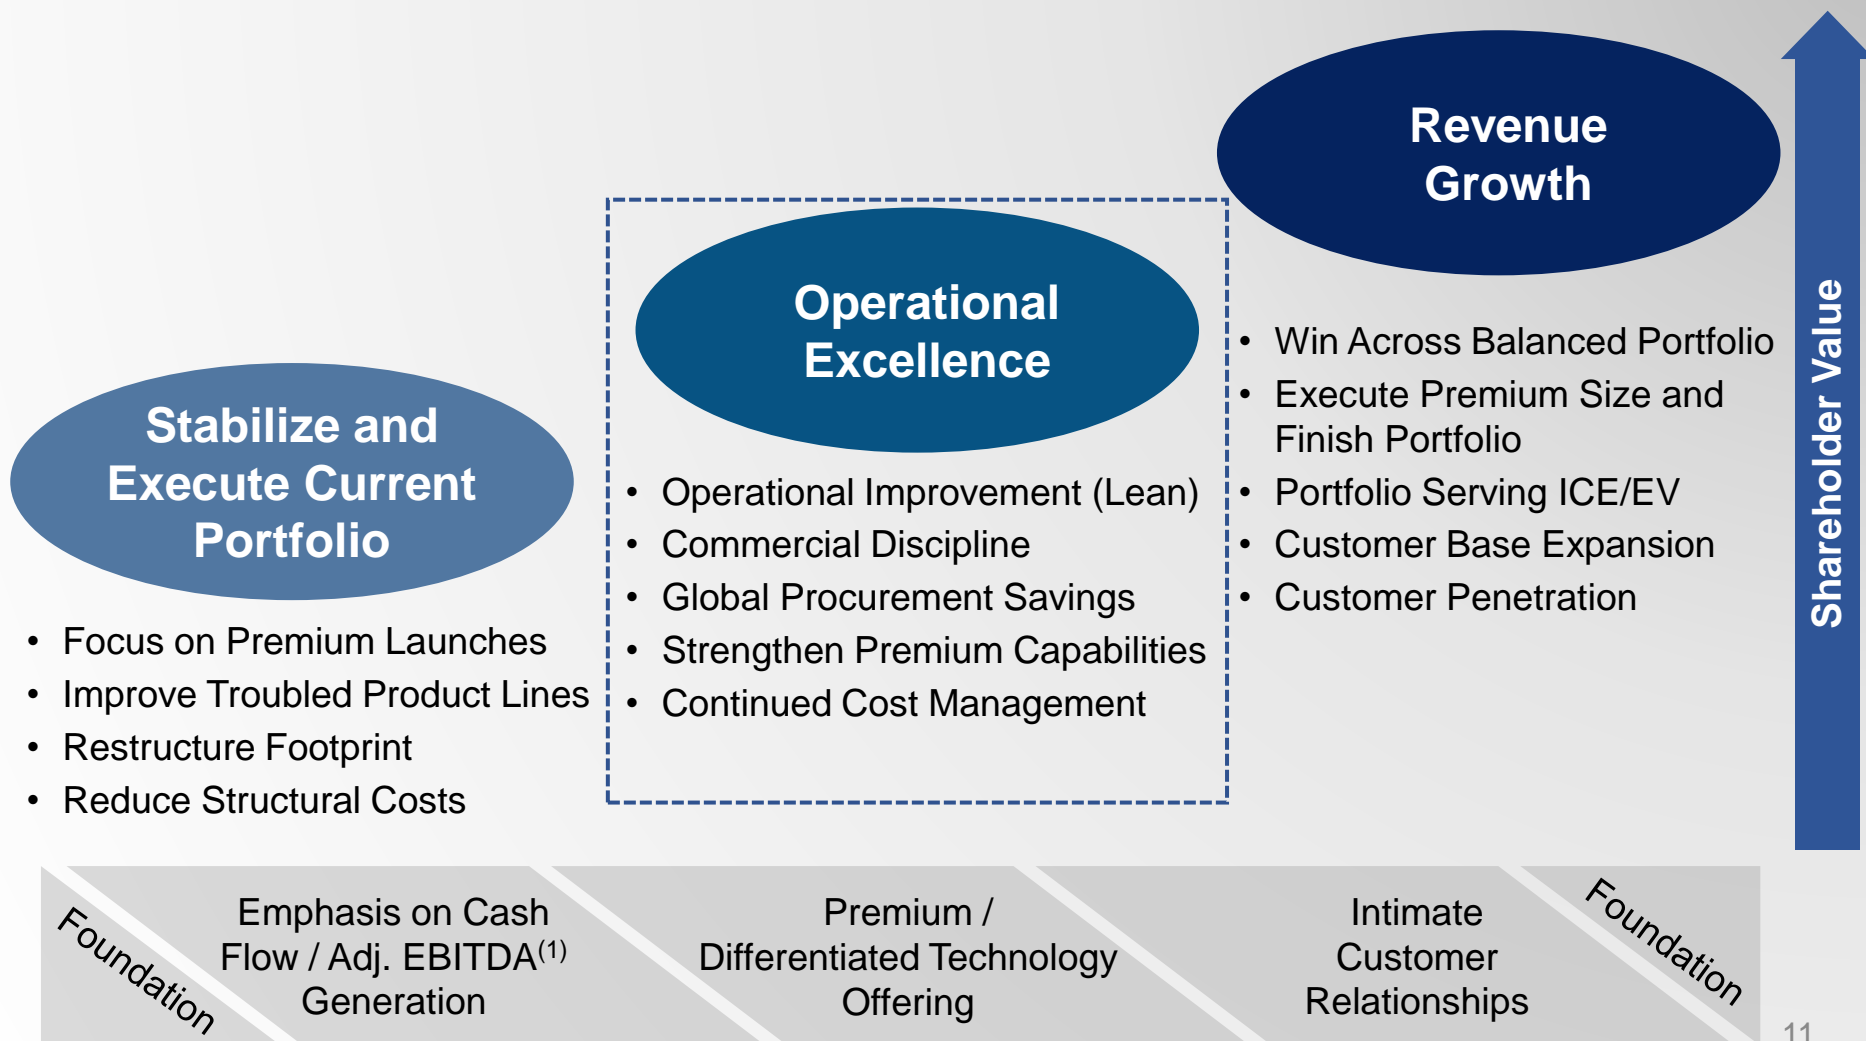 Stabilize and
Execute Current
Portfolio
• Focus on Premium Launches
• Improve Troubled Product Lines
• Restructure Footprint
• Reduce Structural Costs
Operational
Excellence
• Operational Improvement (Lean)
• Commercial Discipline
• Global Procurement Savings
• Strengthen Premium Capabilities
• Continued Cost Management
Revenue
Growth
• Win Across Balanced Portfolio
• Execute Premium Size and
Finish Portfolio
• Portfolio Serving ICE/EV
• Customer Base Expansion
• Customer Penetration
Shareholder Value
Foundation
Emphasis on Cash
Flow / Adj. EBITDA(1)
Generation
Premium /
Differentiated Technology
Offering
Intimate
Customer
Relationships
Foundation
11